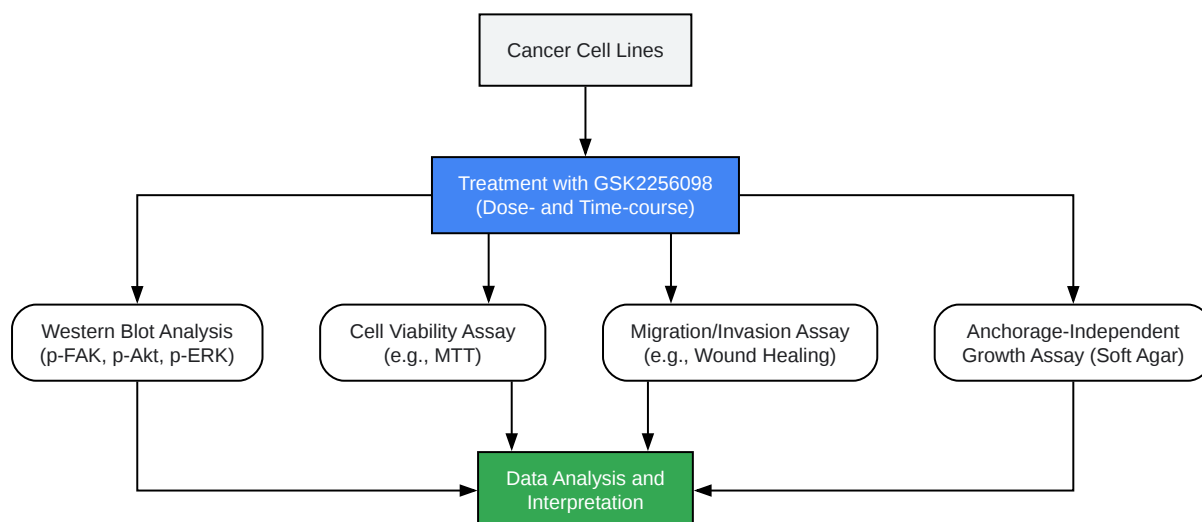 Cancer Cell Lines
Treatment with GSK2256098
(Dose- and Time-course)
Western Blot Analysis
(p-FAK, p-Akt, p-ERK)
Cell Viability Assay
(e.g., MTT)
Migration/Invasion Assay
(e.g., Wound Healing)
Anchorage-Independent
Growth Assay (Soft Agar)
Data Analysis and
Interpretation